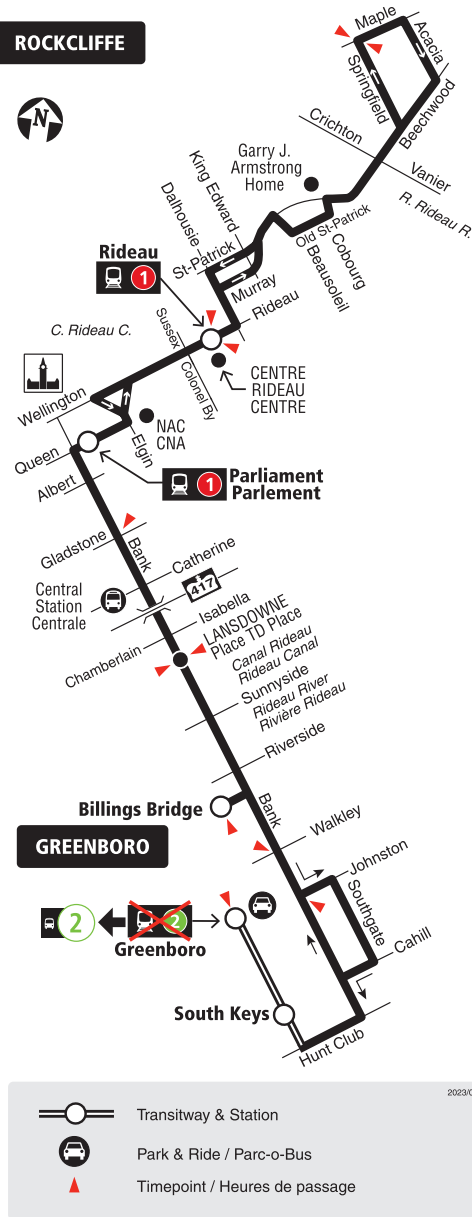 ROCKCLIFFE
Maple
Acacia
Springfield
Beechwood
N
Crichton
Vanier
R. Rideau R.
Garry J.
Armstrong
Home
King Edward
Dalhousie
St-Patrick
Old St-Patrick
Cobourg
Beausoleil
Murray
Rideau
Rideau
1
C. Rideau C.
Sussex
Colonel By
CENTRE
RIDEAU
CENTRE
Wellington
NAC
CNA
Elgin
Queen
Albert
1
Parliament
Parlement
Gladstone
Bank
Catherine
417
Central
Station
Centrale
Isabella
Chamberlain
LANSDOWNE
Place TD Place
Canal Rideau
Rideau Canal
Sunnyside
Rideau River
Rivière Rideau
Riverside
Billings Bridge
Bank
Walkley
GREENBORO
Johnston
Southgate
Cahill
2
2
Greenboro
South Keys
Hunt Club
2023/0
Transitway & Station
Park & Ride / Parc-o-Bus
Timepoint / Heures de passage